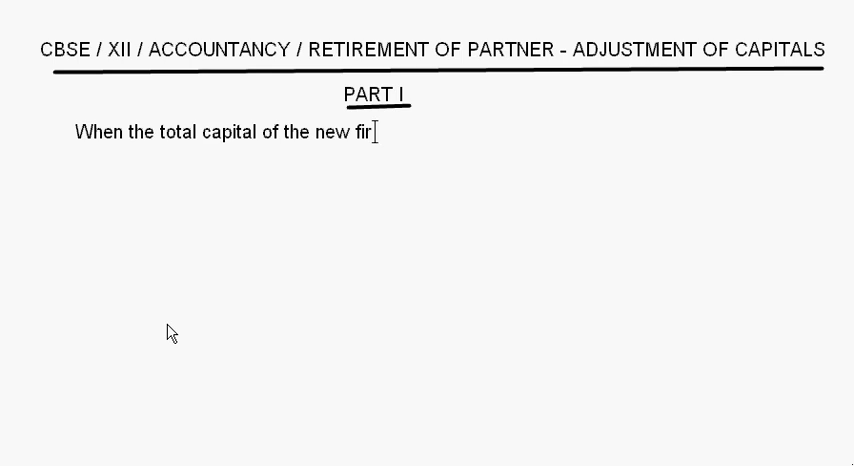 CBSE / XII / ACCOUNTANCY / RETIREMENT OF PARTNER - ADJUSTMENT OF CAPITALS
PART I
When the total capital of the new fir